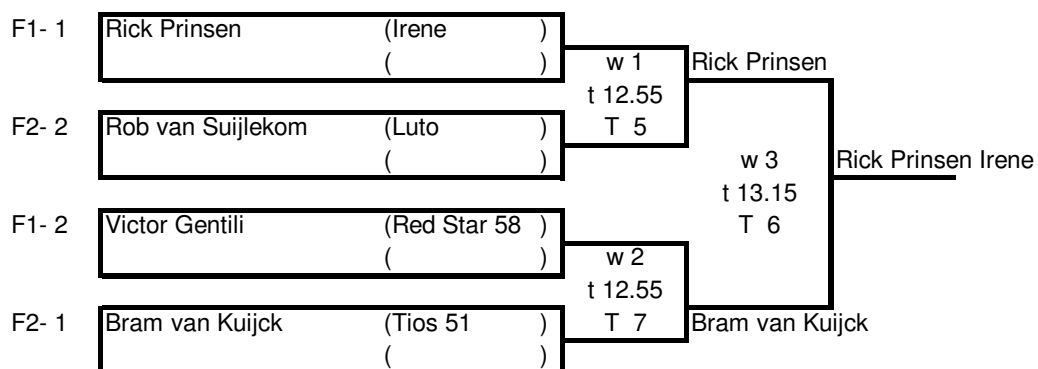 F1- 1 Rick Prinsen (Irene )
( ) w 1 Rick Prinsen
t 12.55
F2- 2 Rob van Suijlekom (Luto ) T 5
( ) w 3 Rick Prinsen Irene
t 13.15
F1- 2 Victor Gentili (Red Star 58 ) T 6
( ) w 2
t 12.55
F2- 1 Bram van Kuijck (Tios 51 ) T 7 Bram van Kuijck
( )